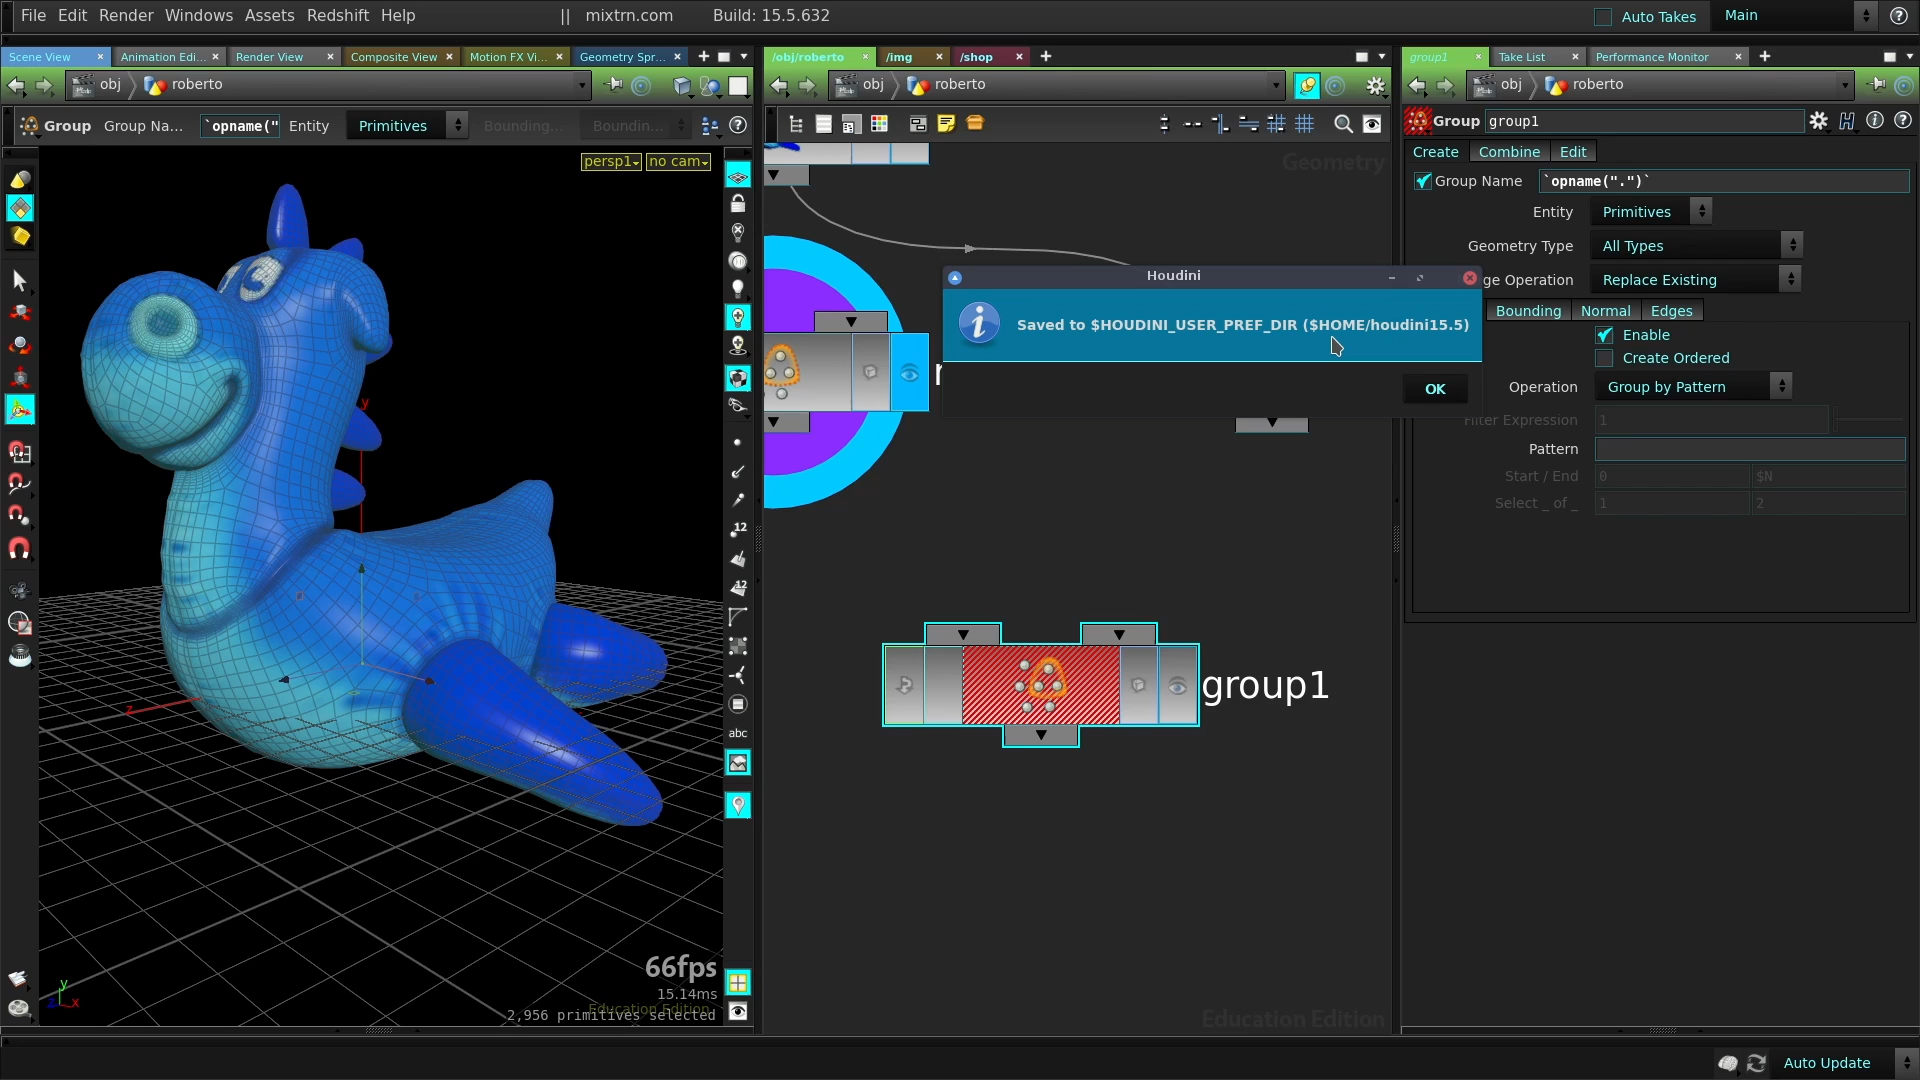 File Edit Render Windows Assets Redshift Help || mixtrn.com Build: 15.5.632 Auto Takes Main
Scene View Animation Edi... Render View Composite View Motion FX Vi... Geometry Spr...
obj roberto
Group Group Na... `opname(" Entity Primitives Bounding... Boundin...
persp1 no cam
y
z
12
12
abc
66fps
15.14ms
Education Edition
2,956 primitives selected
y
z x
/obj/roberto /img /shop
obj roberto
Geometry
Houdini
Saved to $HOUDINI_USER_PREF_DIR ($HOME/houdini15.5)
OK
group1
Education Edition
group1 Take List Performance Monitor
obj roberto
Group group1
Create Combine Edit
Group Name `opname(".")`
Entity Primitives
Geometry Type All Types
ge Operation Replace Existing
Bounding Normal Edges
Enable
Create Ordered
Operation Group by Pattern
Filter Expression 1
Pattern
Start / End 0 $N
Select _ of _ 1 2
Auto Update